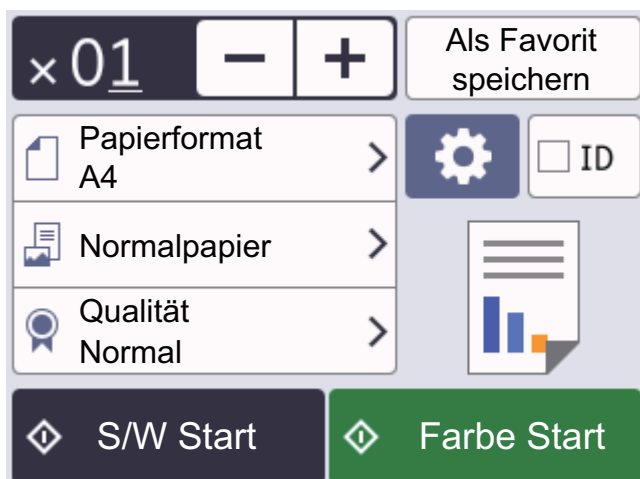 ×01 − +
Als Favorit
speichern
Papierformat
A4
ID
Normalpapier
Qualität
Normal
S/W Start
Farbe Start